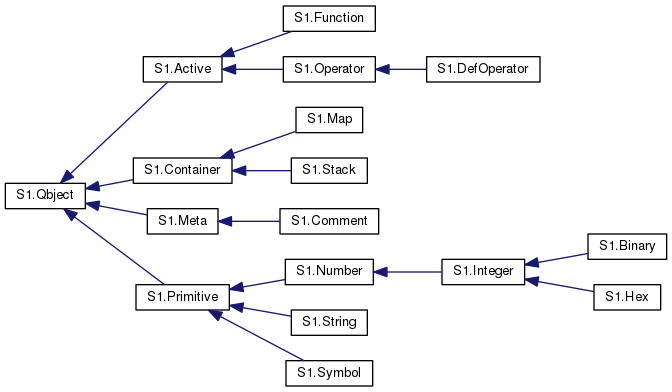 S1.Function
S1.Active
S1.Operator
S1.DefOperator
S1.Map
S1.Container
S1.Stack
S1.Qbject
S1.Meta
S1.Comment
S1.Binary
S1.Number
S1.Integer
S1.Primitive
S1.Hex
S1.String
S1.Symbol